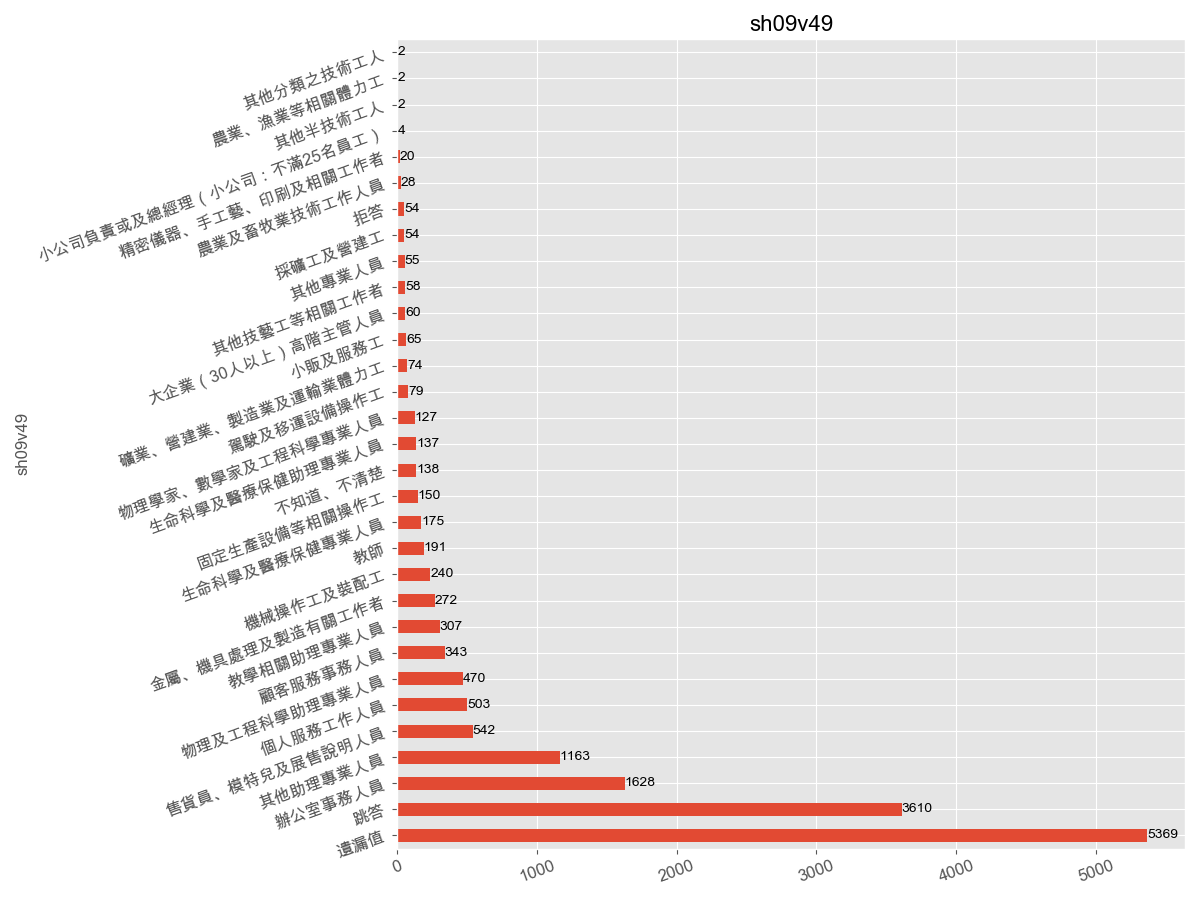 sh09v49
其他分類之技術工人 2
農業、漁業等相關體力工 2
其他半技術工人 2
小公司負責或及總經理（小公司：不滿25名員工） 4
精密儀器、手工藝、印刷及相關工作者 20
農業及畜牧業技術工作人員 28
拒答 54
採礦工及營建工 54
其他專業人員 55
其他技藝工等相關工作者 58
大企業（30人以上）高階主管人員 60
小販及服務工 65
礦業、營建業、製造業及運輸業體力工 74
駕駛及移運設備操作工 79
物理學家、數學家及工程科學專業人員 127
生命科學及醫療保健助理專業人員 137
不知道、不清楚 138
固定生產設備等相關操作工 150
生命科學及醫療保健專業人員 175
教師 191
機械操作工及裝配工 240
金屬、機具處理及製造有關工作者 272
教學相關助理專業人員 307
顧客服務事務人員 343
物理及工程科學助理專業人員 470
個人服務工作人員 503
售貨員、模特兒及展售說明人員 542
其他助理專業人員 1163
辦公室事務人員 1628
跳答 3610
遺漏值 5369
0 1000 2000 3000 4000 5000
sh09v49